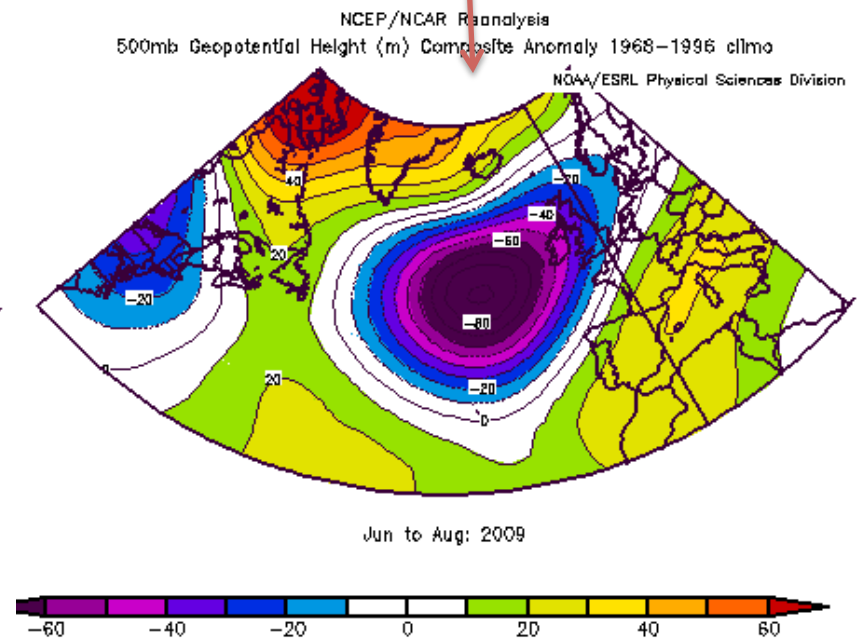 NCEP/NCAR Reanalysis
500mb Geopotential Height (m) Composite Anomaly 1968-1996 climo
NOAA/ESRL Physical Sciences Division
40
-20
-40
-60
20
-20
-80
0
20
-20
0
Jun to Aug: 2009
-60 -40 -20 0 20 40 60